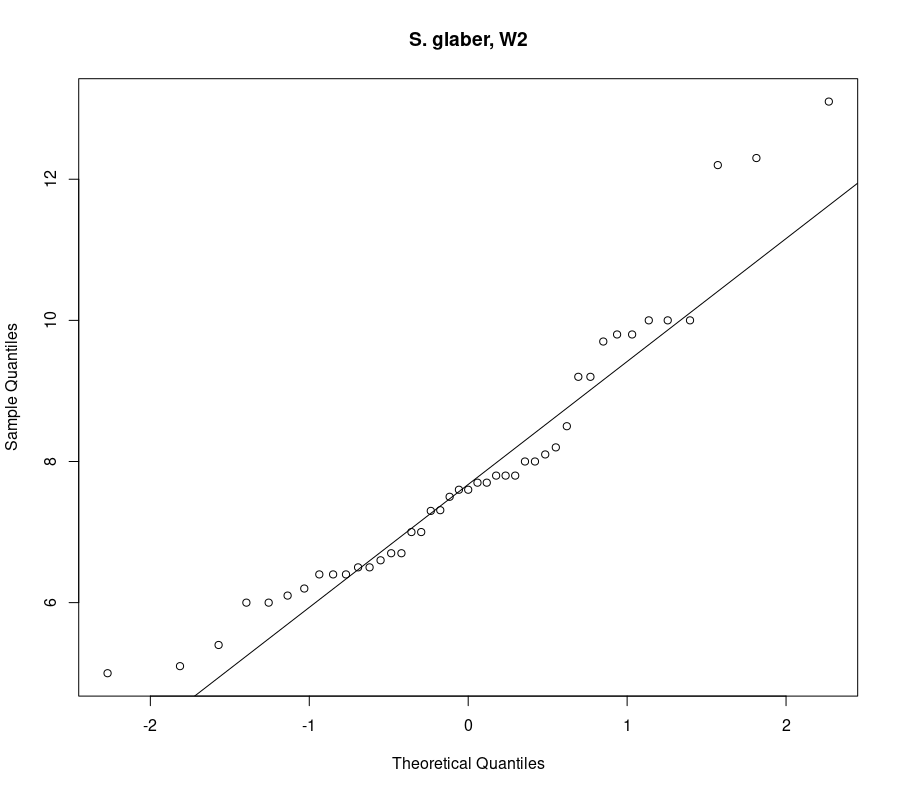 S. glaber, W2
Sample Quantiles
12
10
8
6
-2 -1 0 1 2
Theoretical Quantiles